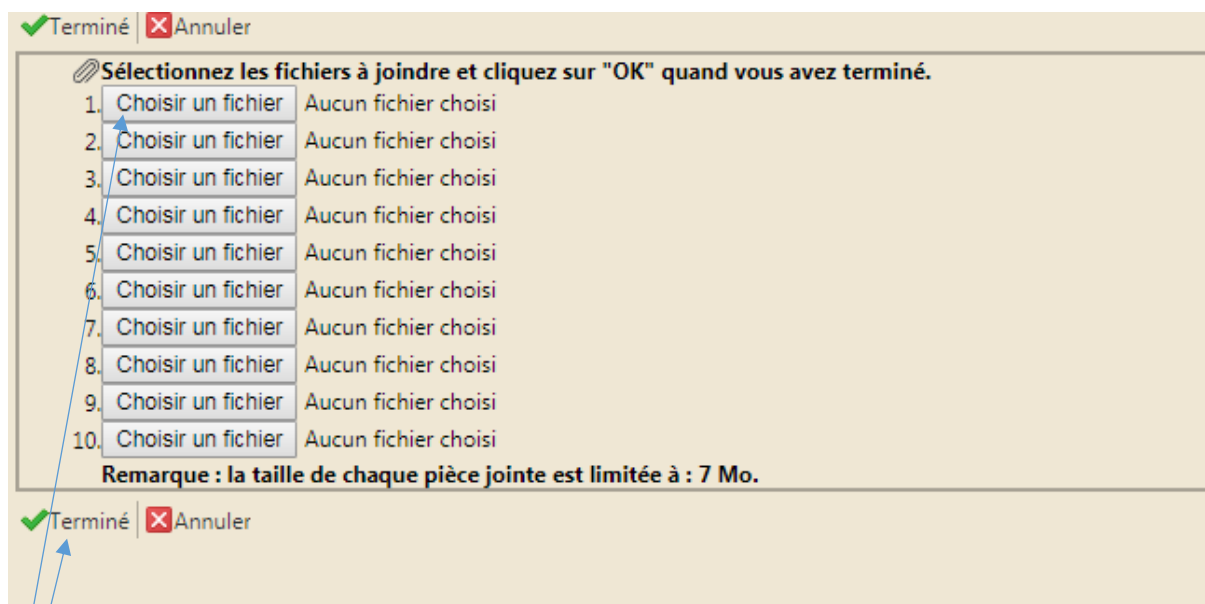 Terminé Annuler
Sélectionnez les fichiers à joindre et cliquez sur "OK" quand vous avez terminé.
1. Choisir un fichier Aucun fichier choisi
2. Choisir un fichier Aucun fichier choisi
3. Choisir un fichier Aucun fichier choisi
4. Choisir un fichier Aucun fichier choisi
5. Choisir un fichier Aucun fichier choisi
6. Choisir un fichier Aucun fichier choisi
7. Choisir un fichier Aucun fichier choisi
8. Choisir un fichier Aucun fichier choisi
9. Choisir un fichier Aucun fichier choisi
10. Choisir un fichier Aucun fichier choisi
Remarque : la taille de chaque pièce jointe est limitée à : 7 Mo.
Terminé Annuler